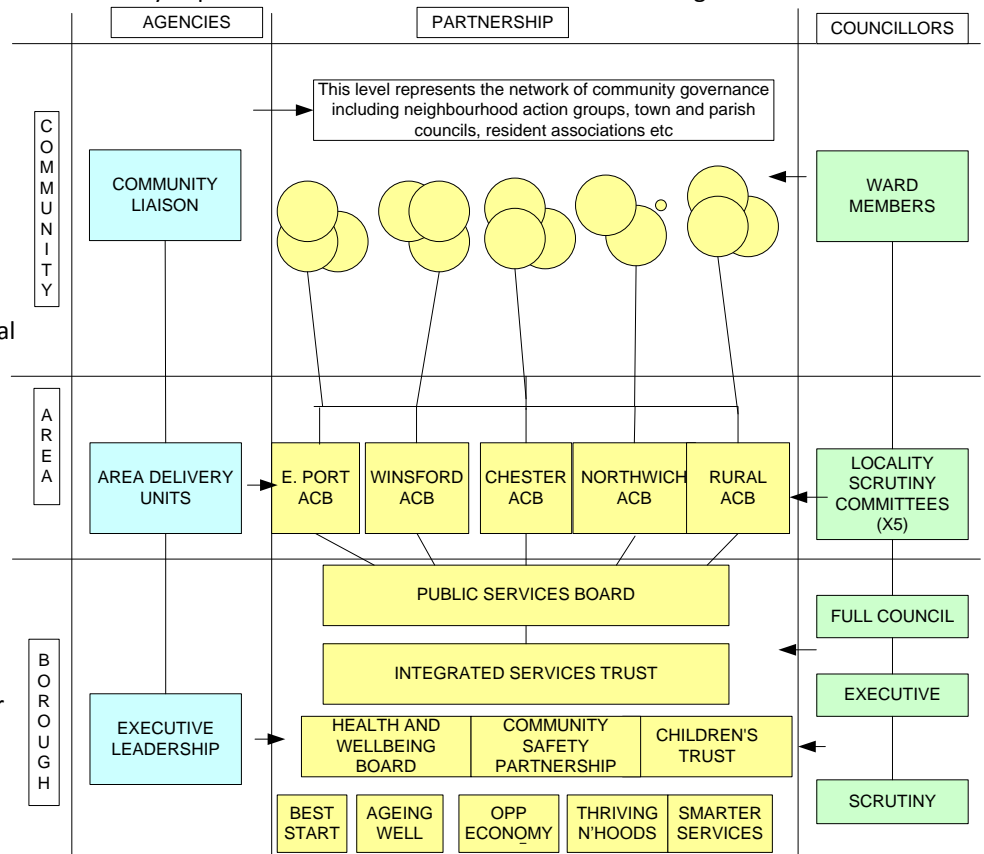 AGENCIES
PARTNERSHIP
COUNCILLORS
COMMUNITY
This level represents the network of community governance
including neighbourhood action groups, town and parish
councils, resident associations etc
COMMUNITY
LIAISON
WARD
MEMBERS
al
AREA
AREA DELIVERY
UNITS
E. PORT
ACB
WINSFORD
ACB
CHESTER
ACB
NORTHWICH
ACB
RURAL
ACB
LOCALITY
SCRUTINY
COMMITTEES
(X5)
BOROUGH
PUBLIC SERVICES BOARD
FULL COUNCIL
INTEGRATED SERVICES TRUST
EXECUTIVE
r
EXECUTIVE
LEADERSHIP
HEALTH AND
WELLBEING
BOARD
COMMUNITY
SAFETY
PARTNERSHIP
CHILDREN'S
TRUST
SCRUTINY
BEST
START
AGEING
WELL
OPP
ECONOMY
THRIVING
N'HOODS
SMARTER
SERVICES